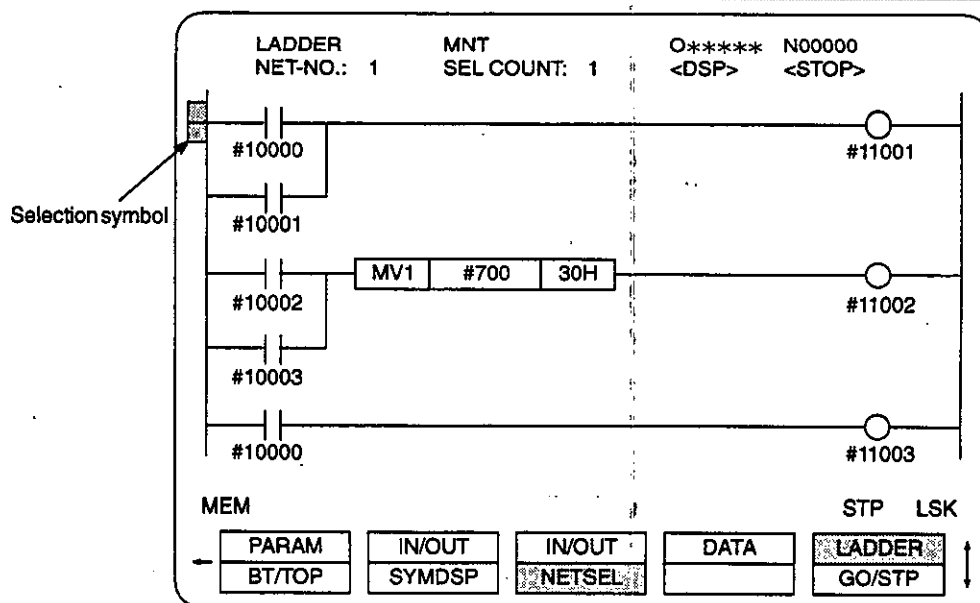 LADDER MNT O***** N00000
NET-NO.: 1 SEL COUNT: 1 <DSP> <STOP>
#10000 #11001
Selection symbol
#10001
MV1 #700 30H
#10002 #11002
#10003
#10000 #11003
MEM STP LSK
PARAM IN/OUT IN/OUT DATA LADDER
BT/TOP SYMDSP NETSEL GO/STP